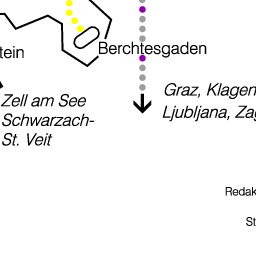 Berchtesgaden
tein
Graz, Klagen
Zell am See
Ljubljana, Zag
Schwarzach-
St. Veit
Redak
St